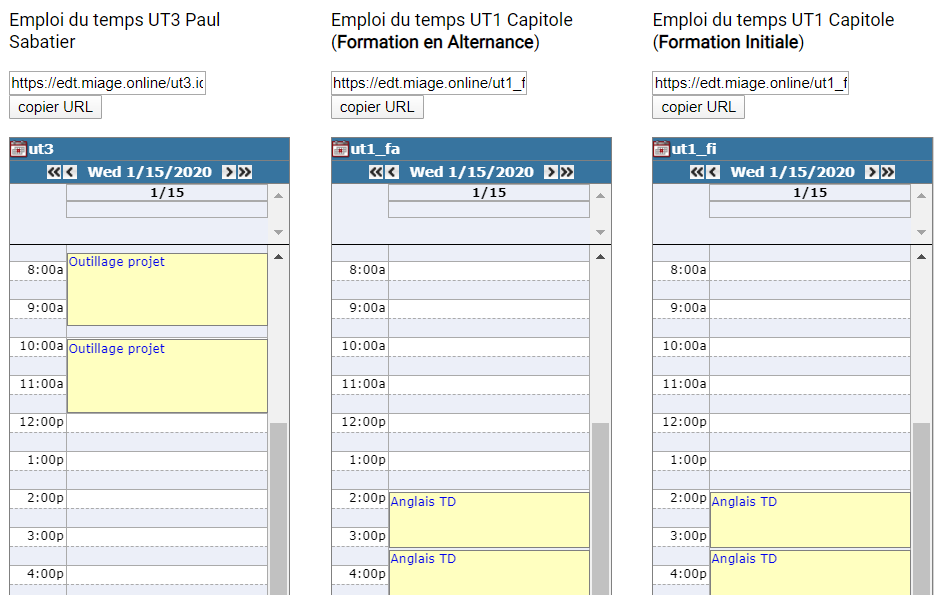 Emploi du temps UT3 Paul
Sabatier
https://edt.miage.online/ut3.ic
copier URL
ut3
Wed 1/15/2020
1/15
8:00a
Outillage projet
9:00a
10:00a
Outillage projet
11:00a
12:00p
1:00p
2:00p
3:00p
4:00p
Emploi du temps UT1 Capitole
(Formation en Alternance)
https://edt.miage.online/ut1_f
copier URL
ut1_fa
Wed 1/15/2020
1/15
8:00a
9:00a
10:00a
11:00a
12:00p
1:00p
2:00p
Anglais TD
3:00p
Anglais TD
4:00p
Emploi du temps UT1 Capitole
(Formation Initiale)
https://edt.miage.online/ut1_f
copier URL
ut1_fi
Wed 1/15/2020
1/15
8:00a
9:00a
10:00a
11:00a
12:00p
1:00p
2:00p
Anglais TD
3:00p
Anglais TD
4:00p